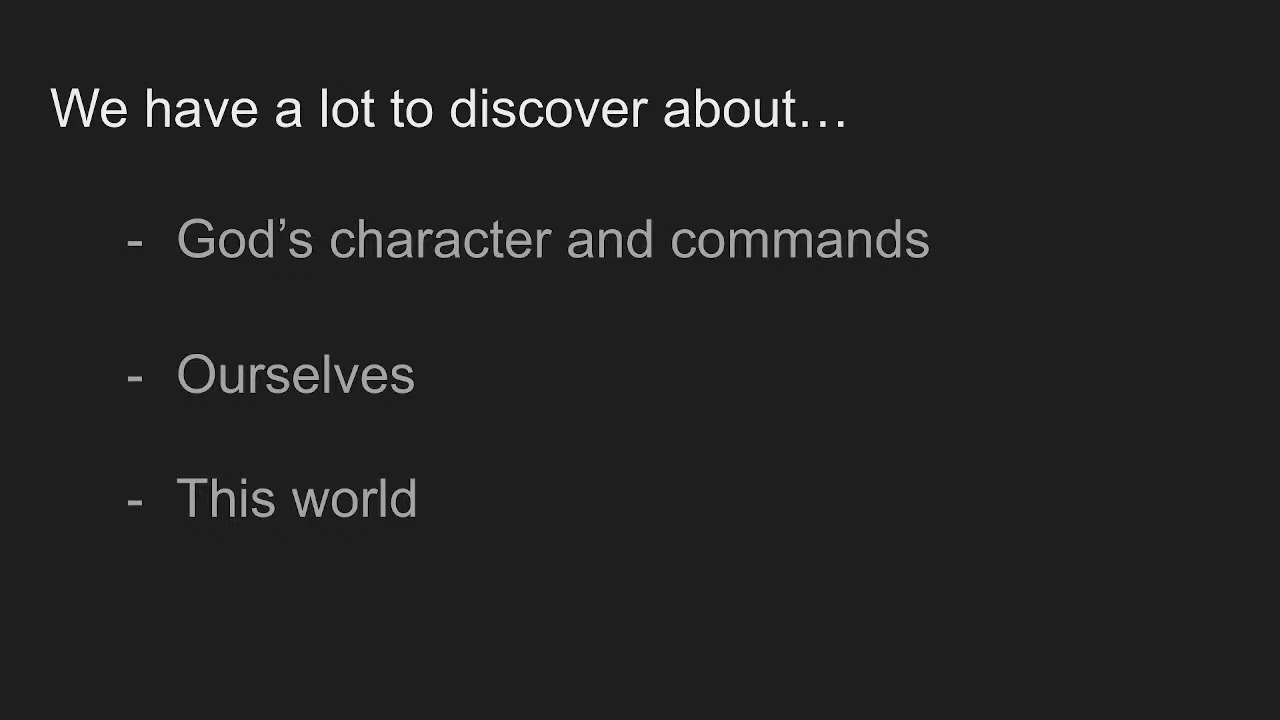 We have a lot to discover about…
- God’s character and commands
- Ourselves
- This world